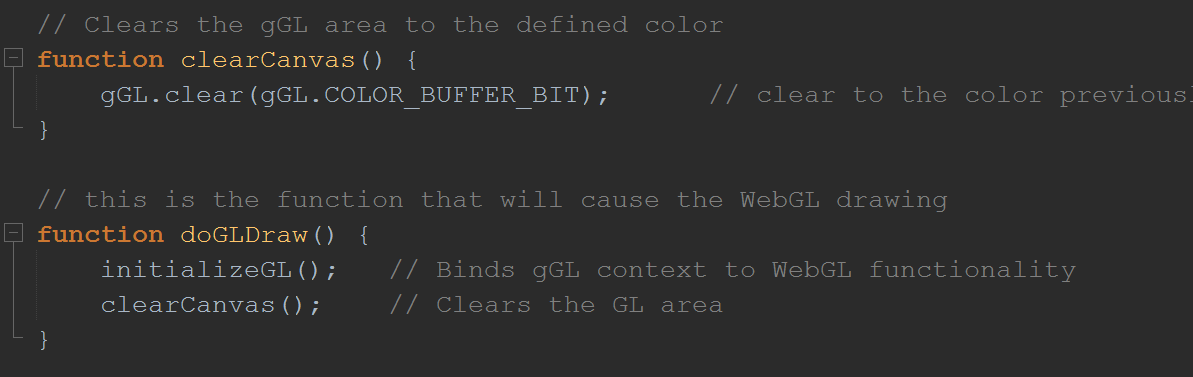 // Clears the gGL area to the defined color
function clearCanvas() {
    gGL.clear(gGL.COLOR_BUFFER_BIT);      // clear to the color
}
// this is the function that will cause the WebGL drawing
function doGLDraw() {
    initializeGL();   // Binds gGL context to WebGL functionality
    clearCanvas();    // Clears the GL area
}